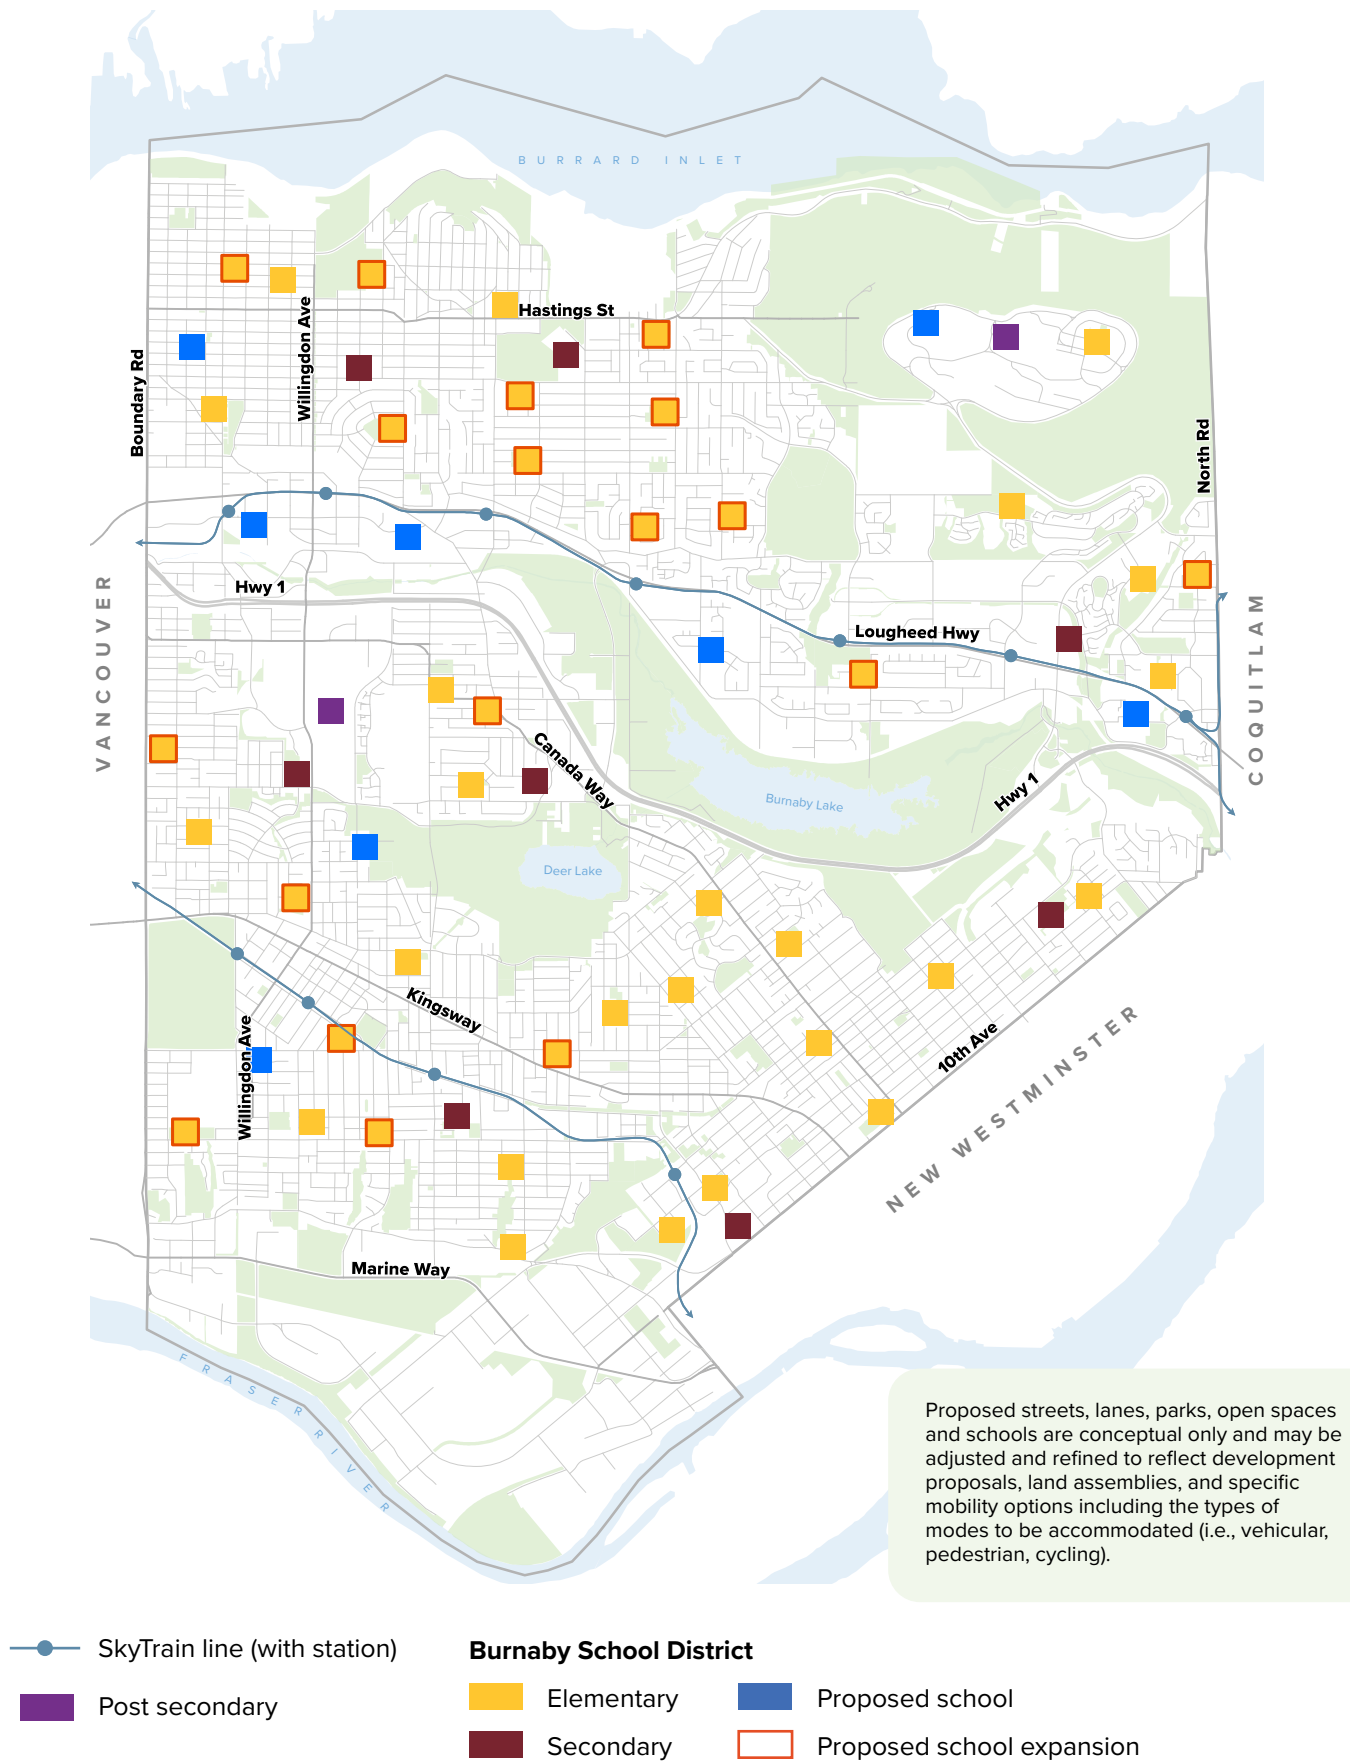 BURRARD INLET
Hastings St
Willingdon Ave
Boundary Rd
North Rd
Hwy 1
VANCOUVER
Lougheed Hwy
COQUITLAM
Canada Way
Hwy 1
Burnaby Lake
Deer Lake
Kingsway
Willingdon Ave
10th Ave
NEW WESTMINSTER
Marine Way
FRASER RIVER
Proposed streets, lanes, parks, open spaces
and schools are conceptual only and may be
adjusted and refined to reflect development
proposals, land assemblies, and specific
mobility options including the types of
modes to be accommodated (i.e., vehicular,
pedestrian, cycling).
SkyTrain line (with station)
Post secondary
Burnaby School District
Elementary
Secondary
Proposed school
Proposed school expansion